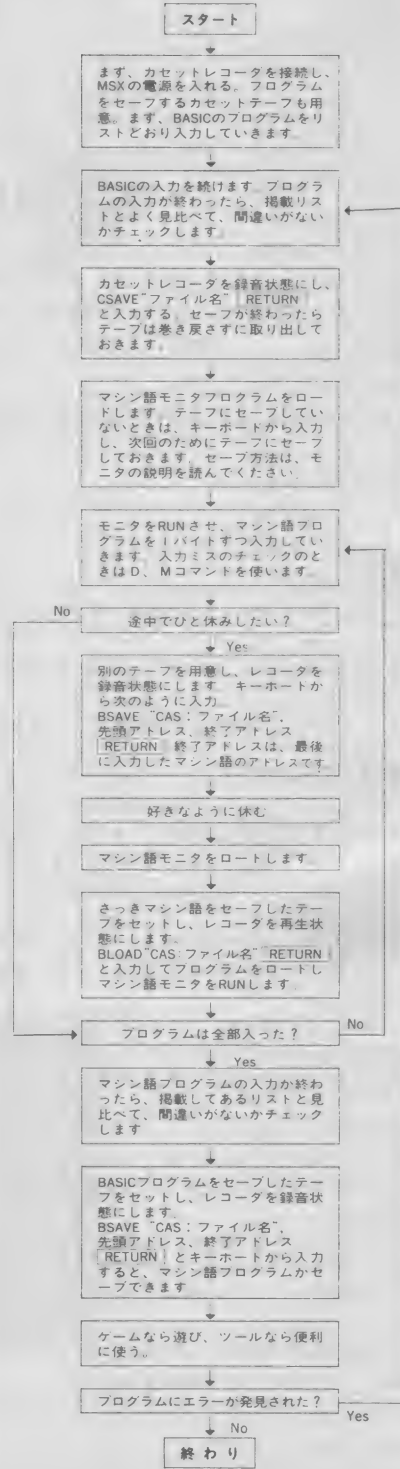 スタート
まず、カセットレコーダを接続し、
MSXの電源を入れる。プログラム
をセーブするカセットテープも用
意。まず、BASICのプログラムをリ
ストどおり入力していきます。
BASICの入力を続けます。プログラ
ムの入力が終わったら、掲載リス
トとよく見比べて、間違いがない
かチェックします。
カセットレコーダを録音状態にし、
CSAVE"ファイル名" RETURN
と入力する。セーブが終わったら
テープは巻き戻さずに取り出して
おきます。
マシン語モニタプログラムをロー
ドします。テープにセーブしてい
ないときは、キーボードから入力
し、次回のためにテープにセーブ
しておきます。セーブ方法は、モ
ニタの説明を読んでください。
モニタをRUNさせ、マシン語プロ
グラムを1バイトずつ入力してい
きます。入力ミスのチェックのと
きはD、Mコマンドを使います。
No
途中でひと休みしたい?
Yes
別のテープを用意し、レコーダを
録音状態にします。キーボードか
ら次のように入力
BSAVE "CAS:ファイル名",
先頭アドレス、終了アドレス
RETURN 終了アドレスは、最後
に入力したマシン語のアドレスです
好きなように休む
マシン語モニタをロードします
さっきマシン語をセーブしたテー
プをセットし、レコーダを再生状
態にします。
BLOAD"CAS:ファイル名" RETURN
と入力してプログラムをロードし
マシン語モニタをRUNします。
プログラムは全部入った?
No
Yes
マシン語プログラムの入力が終わ
ったら、掲載してあるリストと見
比べて、間違いがないかチェック
します
BASICプログラムをセーブしたテー
プをセットし、レコーダを録音状
態にします。
BSAVE "CAS:ファイル名",
先頭アドレス、終了アドレス
RETURN とキーボードから入力
すると、マシン語プログラムがセ
ーブできます
ゲームなら遊び、ツールなら便利
に使う。
プログラムにエラーが発見された?
Yes
No
終わり